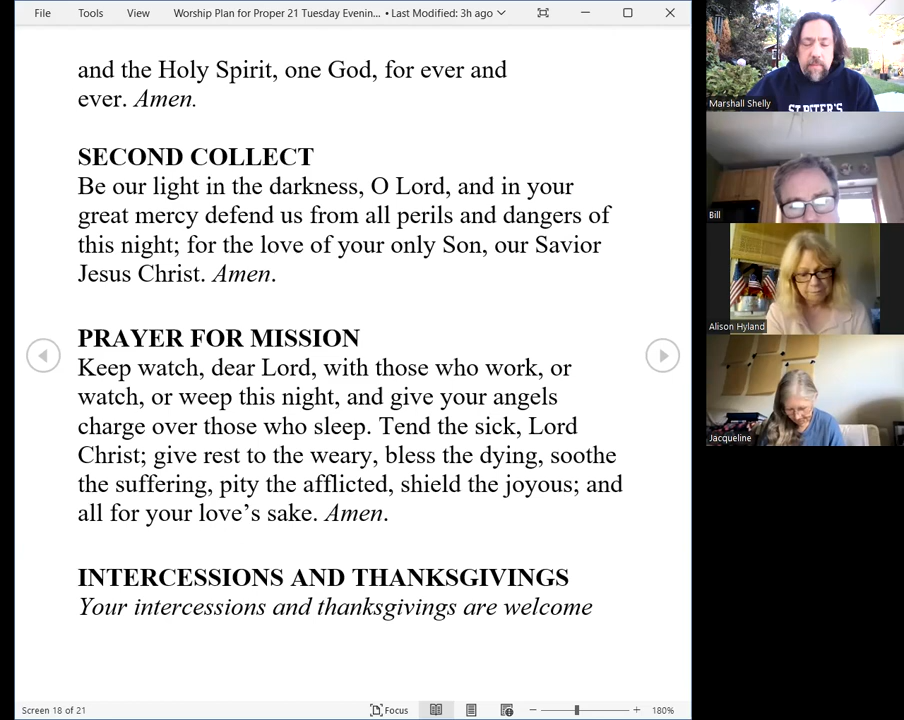 File Tools View Worship Plan for Proper 21 Tuesday Evenin... • Last Modified: 3h ago
and the Holy Spirit, one God, for ever and
ever. Amen.
SECOND COLLECT
Be our light in the darkness, O Lord, and in your
great mercy defend us from all perils and dangers of
this night; for the love of your only Son, our Savior
Jesus Christ. Amen.
PRAYER FOR MISSION
Keep watch, dear Lord, with those who work, or
watch, or weep this night, and give your angels
charge over those who sleep. Tend the sick, Lord
Christ; give rest to the weary, bless the dying, soothe
the suffering, pity the afflicted, shield the joyous; and
all for your love’s sake. Amen.
INTERCESSIONS AND THANKSGIVINGS
Your intercessions and thanksgivings are welcome
Screen 18 of 21 Focus 180%
ST. PETER'S
Marshall Shelly
Bill
Alison Hyland
Jacqueline